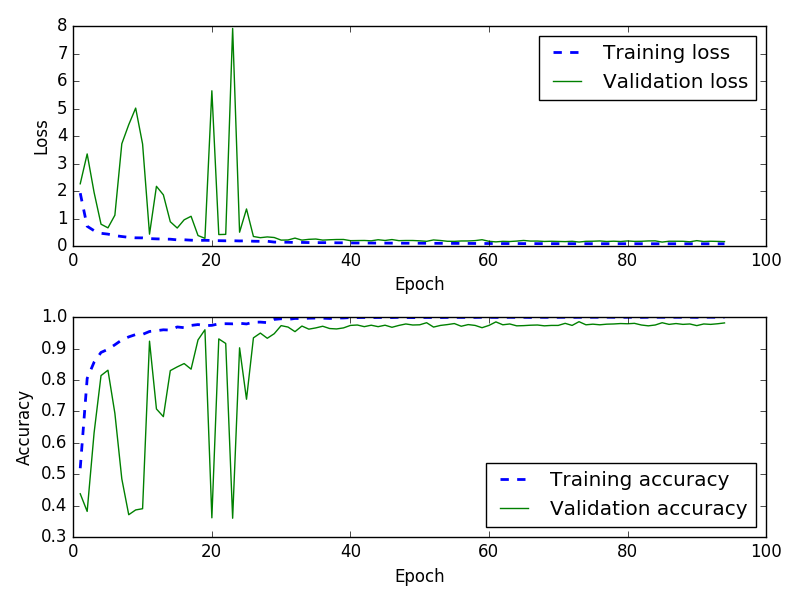 8
7
6
5
4
3
2
1
0
Loss
Training loss
Validation loss
0 20 40 60 80 100
Epoch
1.0
0.9
0.8
0.7
0.6
0.5
0.4
0.3
Accuracy
Training accuracy
Validation accuracy
0 20 40 60 80 100
Epoch